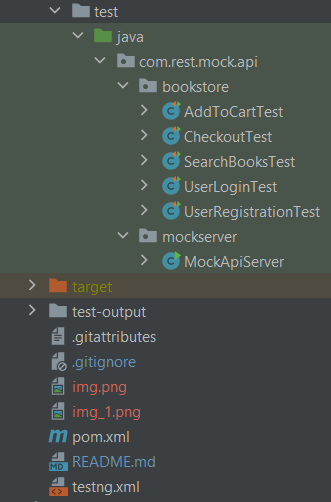 test
java
com.rest.mock.api
bookstore
AddToCartTest
CheckoutTest
SearchBooksTest
UserLoginTest
UserRegistrationTest
mockserver
MockApiServer
target
test-output
.gitattributes
.gitignore
img.png
img_1.png
pom.xml
README.md
testng.xml